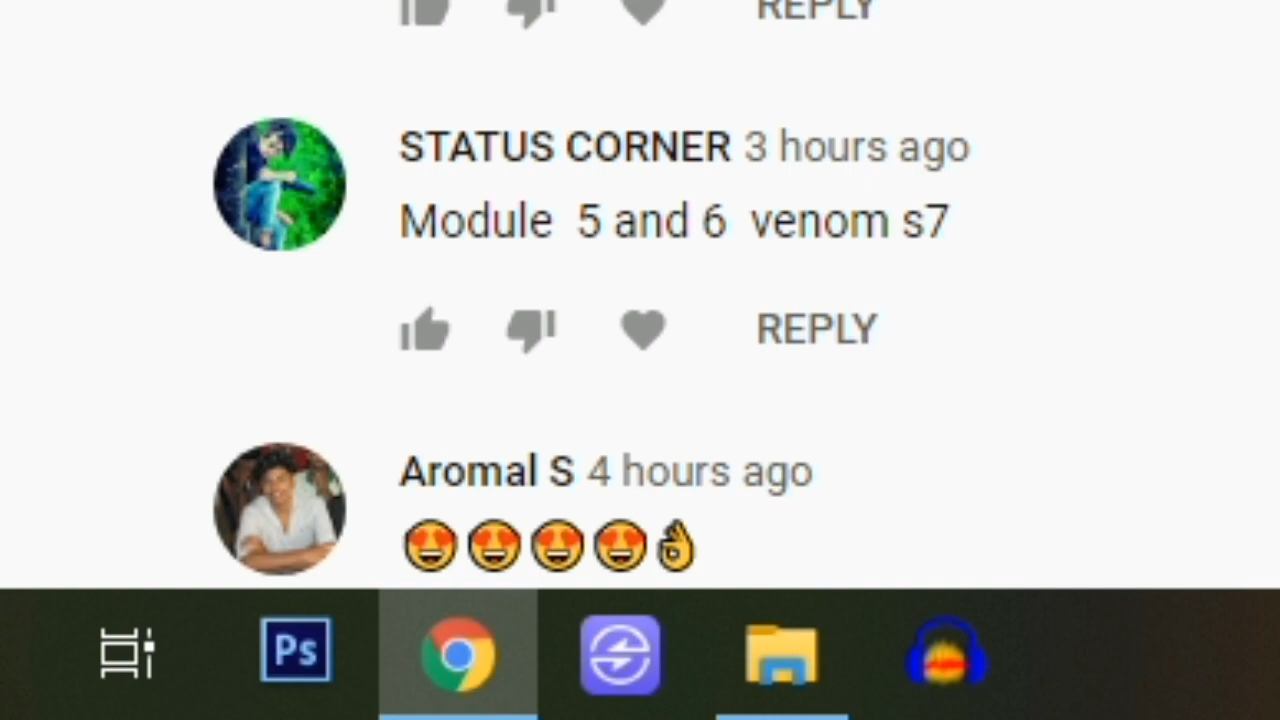 REPLY
STATUS CORNER 3 hours ago
Module 5 and 6 venom s7
REPLY
Aromal S 4 hours ago
😍😍😍😍👌
Ps